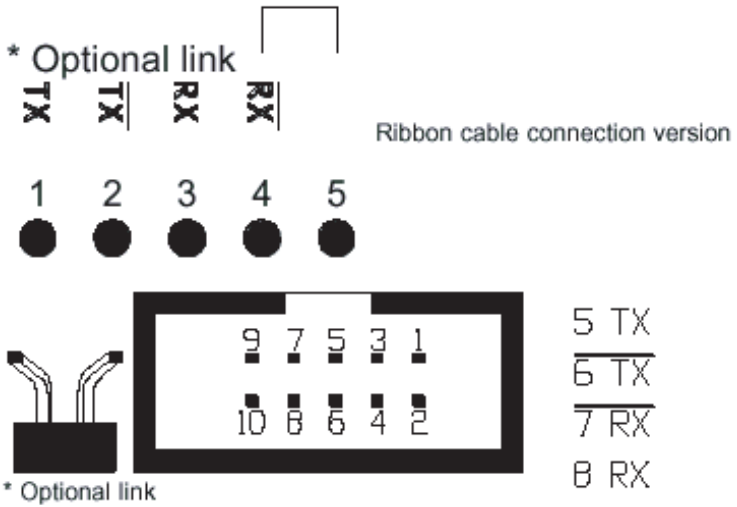 * Optional link
TX TX RX RX
Ribbon cable connection version
1 2 3 4 5
9 7 5 3 1
10 8 6 4 2
5 TX
6 TX
7 RX
8 RX
* Optional link